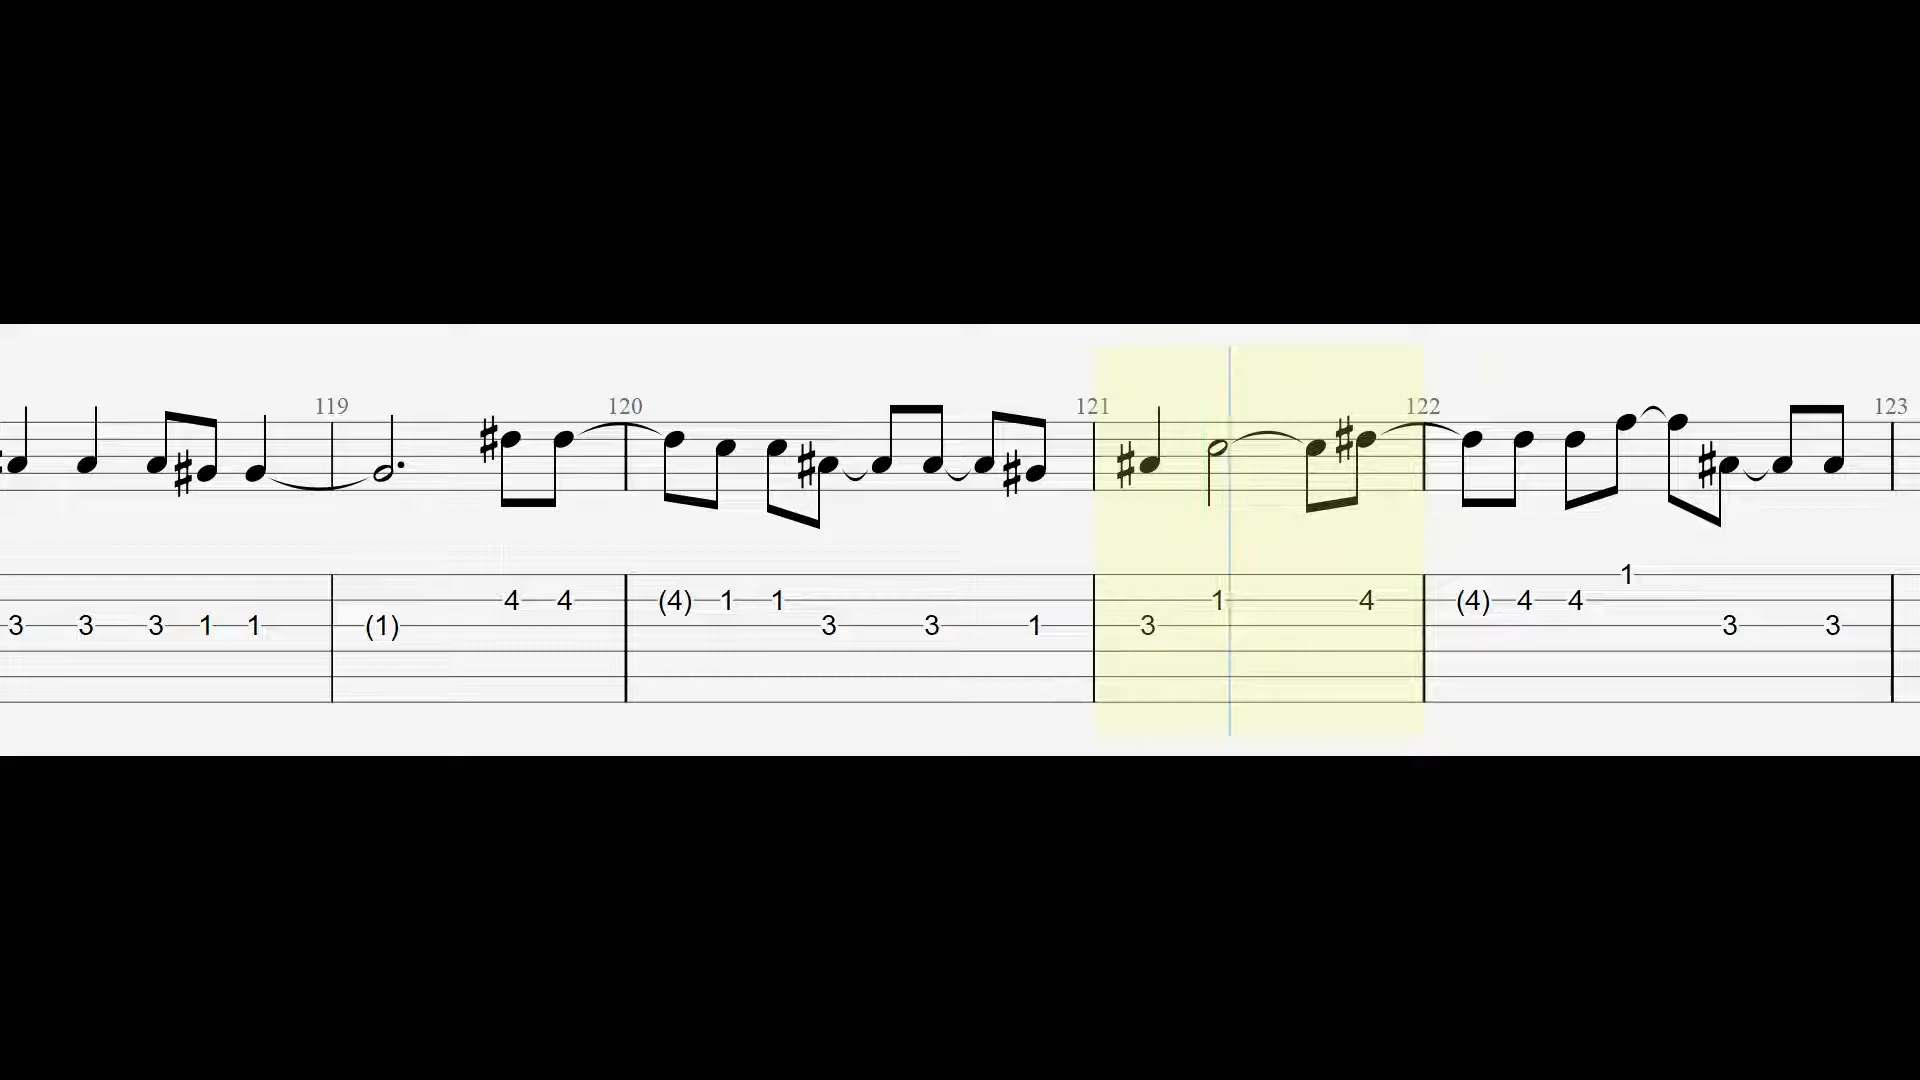 119 120 121 122 123
1
4 4 (4) 1 1 1 4 (4) 4 4
3 3 3 1 1 (1) 3 3 1 3 3 3